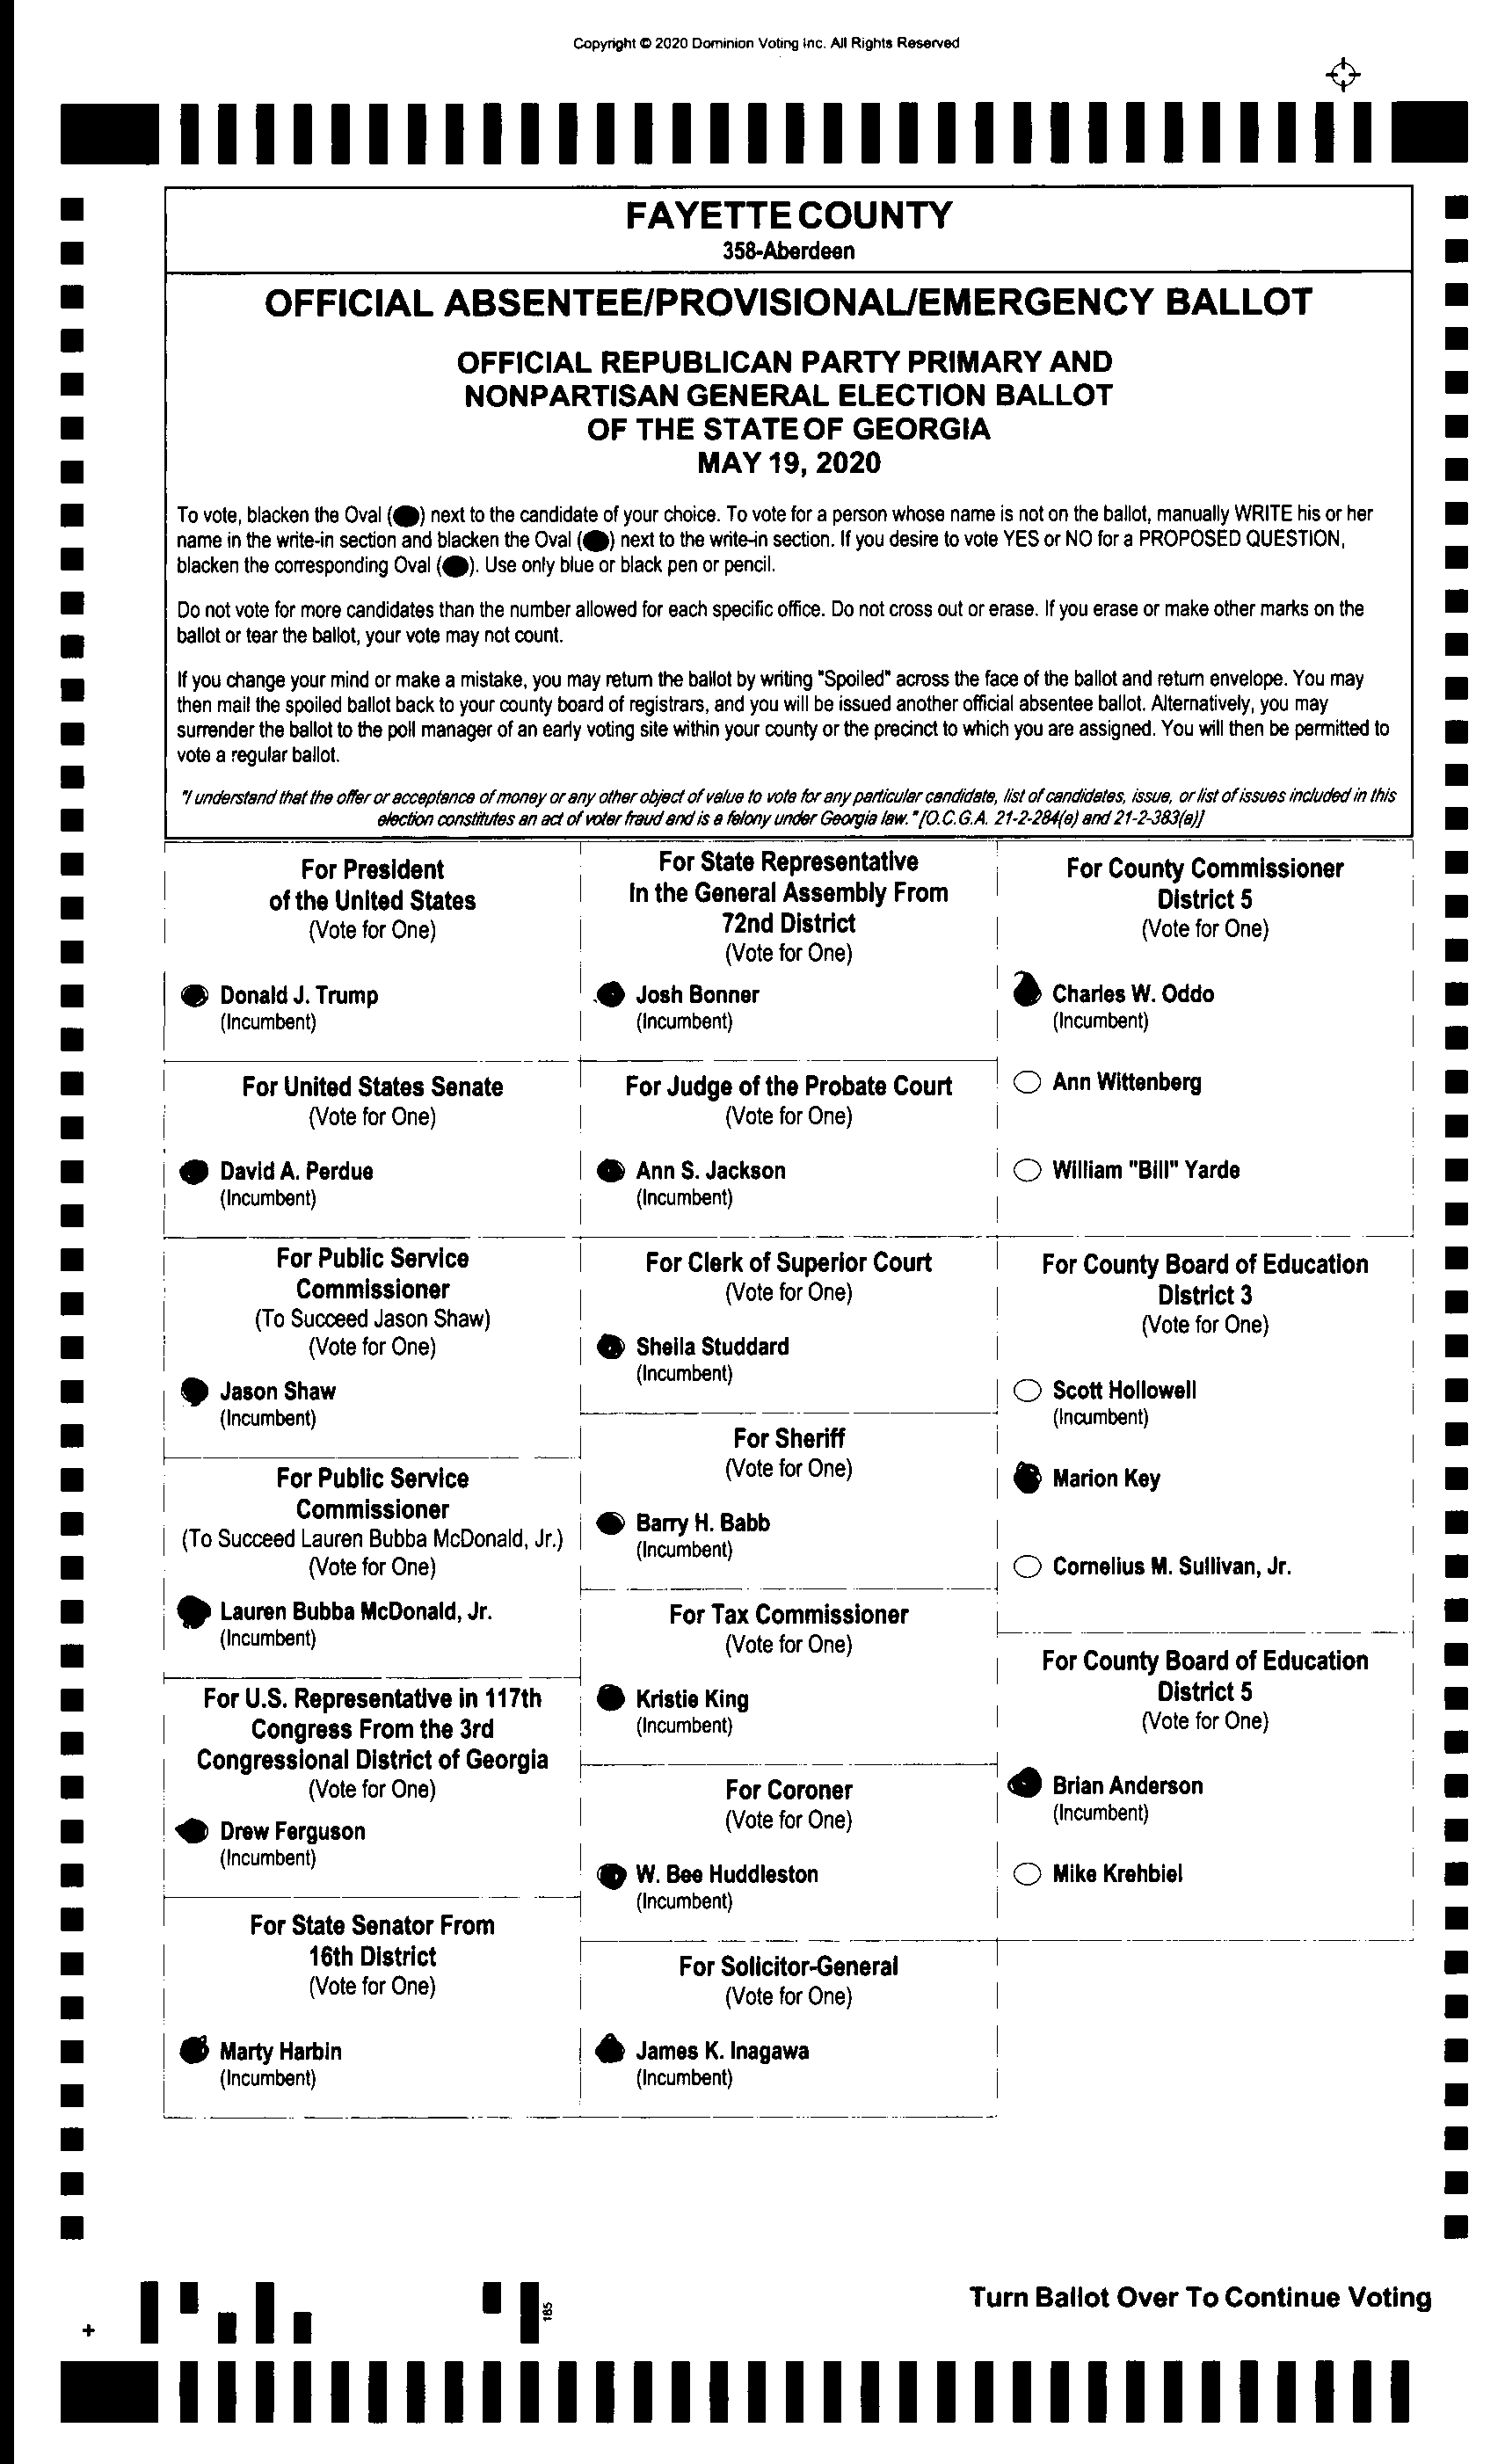 Copyright © 2020 Dominion Voting Inc. All Rights Reserved
FAYETTE COUNTY
358-Aberdeen
OFFICIAL ABSENTEE/PROVISIONAL/EMERGENCY BALLOT
OFFICIAL REPUBLICAN PARTY PRIMARY AND
NONPARTISAN GENERAL ELECTION BALLOT
OF THE STATE OF GEORGIA
MAY 19, 2020
To vote, blacken the Oval (●) next to the candidate of your choice. To vote for a person whose name is not on the ballot, manually WRITE his or her
name in the write-in section and blacken the Oval (●) next to the write-in section. If you desire to vote YES or NO for a PROPOSED QUESTION,
blacken the corresponding Oval (●). Use only blue or black pen or pencil.
Do not vote for more candidates than the number allowed for each specific office. Do not cross out or erase. If you erase or make other marks on the
ballot or tear the ballot, your vote may not count.
If you change your mind or make a mistake, you may return the ballot by writing "Spoiled" across the face of the ballot and return envelope. You may
then mail the spoiled ballot back to your county board of registrars, and you will be issued another official absentee ballot. Alternatively, you may
surrender the ballot to the poll manager of an early voting site within your county or the precinct to which you are assigned. You will then be permitted to
vote a regular ballot.
"I understand that the offer or acceptance of money or any other object of value to vote for any particular candidate, list of candidates, issue, or list of issues included in this
election constitutes an act of voter fraud and is a felony under Georgia law." [O.C.G.A. 21-2-284(e) and 21-2-383(a)]
For President
of the United States
(Vote for One)
Donald J. Trump
(Incumbent)
For United States Senate
(Vote for One)
David A. Perdue
(Incumbent)
For Public Service
Commissioner
(To Succeed Jason Shaw)
(Vote for One)
Jason Shaw
(Incumbent)
For Public Service
Commissioner
(To Succeed Lauren Bubba McDonald, Jr.)
(Vote for One)
Lauren Bubba McDonald, Jr.
(Incumbent)
For U.S. Representative in 117th
Congress From the 3rd
Congressional District of Georgia
(Vote for One)
Drew Ferguson
(Incumbent)
For State Senator From
16th District
(Vote for One)
Marty Harbin
(Incumbent)
For State Representative
In the General Assembly From
72nd District
(Vote for One)
Josh Bonner
(Incumbent)
For Judge of the Probate Court
(Vote for One)
Ann S. Jackson
(Incumbent)
For Clerk of Superior Court
(Vote for One)
Sheila Studdard
(Incumbent)
For Sheriff
(Vote for One)
Barry H. Babb
(Incumbent)
For Tax Commissioner
(Vote for One)
Kristie King
(Incumbent)
For Coroner
(Vote for One)
W. Bee Huddleston
(Incumbent)
For Solicitor-General
(Vote for One)
James K. Inagawa
(Incumbent)
For County Commissioner
District 5
(Vote for One)
Charles W. Oddo
(Incumbent)
Ann Wittenberg
William "Bill" Yarde
For County Board of Education
District 3
(Vote for One)
Scott Hollowell
(Incumbent)
Marion Key
Cornelius M. Sullivan, Jr.
For County Board of Education
District 5
(Vote for One)
Brian Anderson
(Incumbent)
Mike Krehbiel
Turn Ballot Over To Continue Voting
185